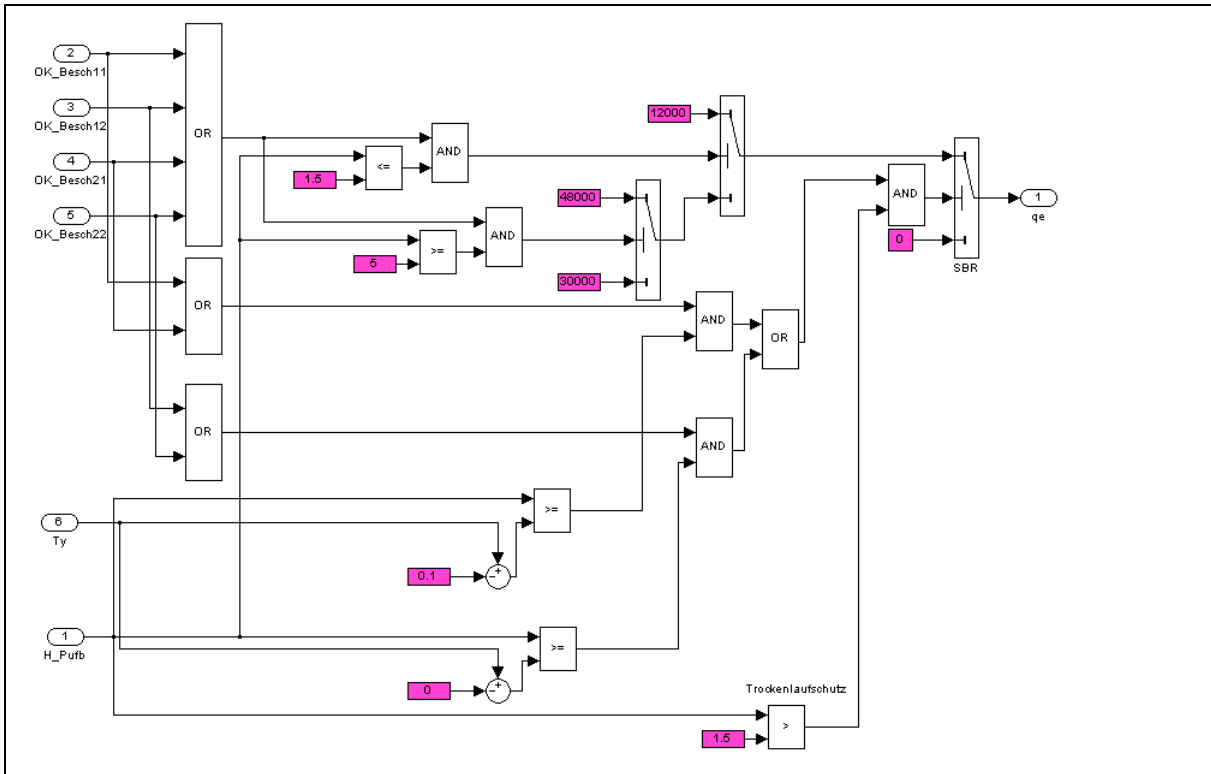 2
OK_Besch11
3
OK_Besch12
4
OK_Besch21
5
OK_Besch22
OR
12000
AND
<=
1.5
48000
AND
>=
5
30000
AND
0
SBR
1
qe
OR
AND
OR
OR
AND
>=
6
Ty
+
-
0.1
1
H_Pufb
>=
+
-
0
Trockenlaufschutz
>
1.5